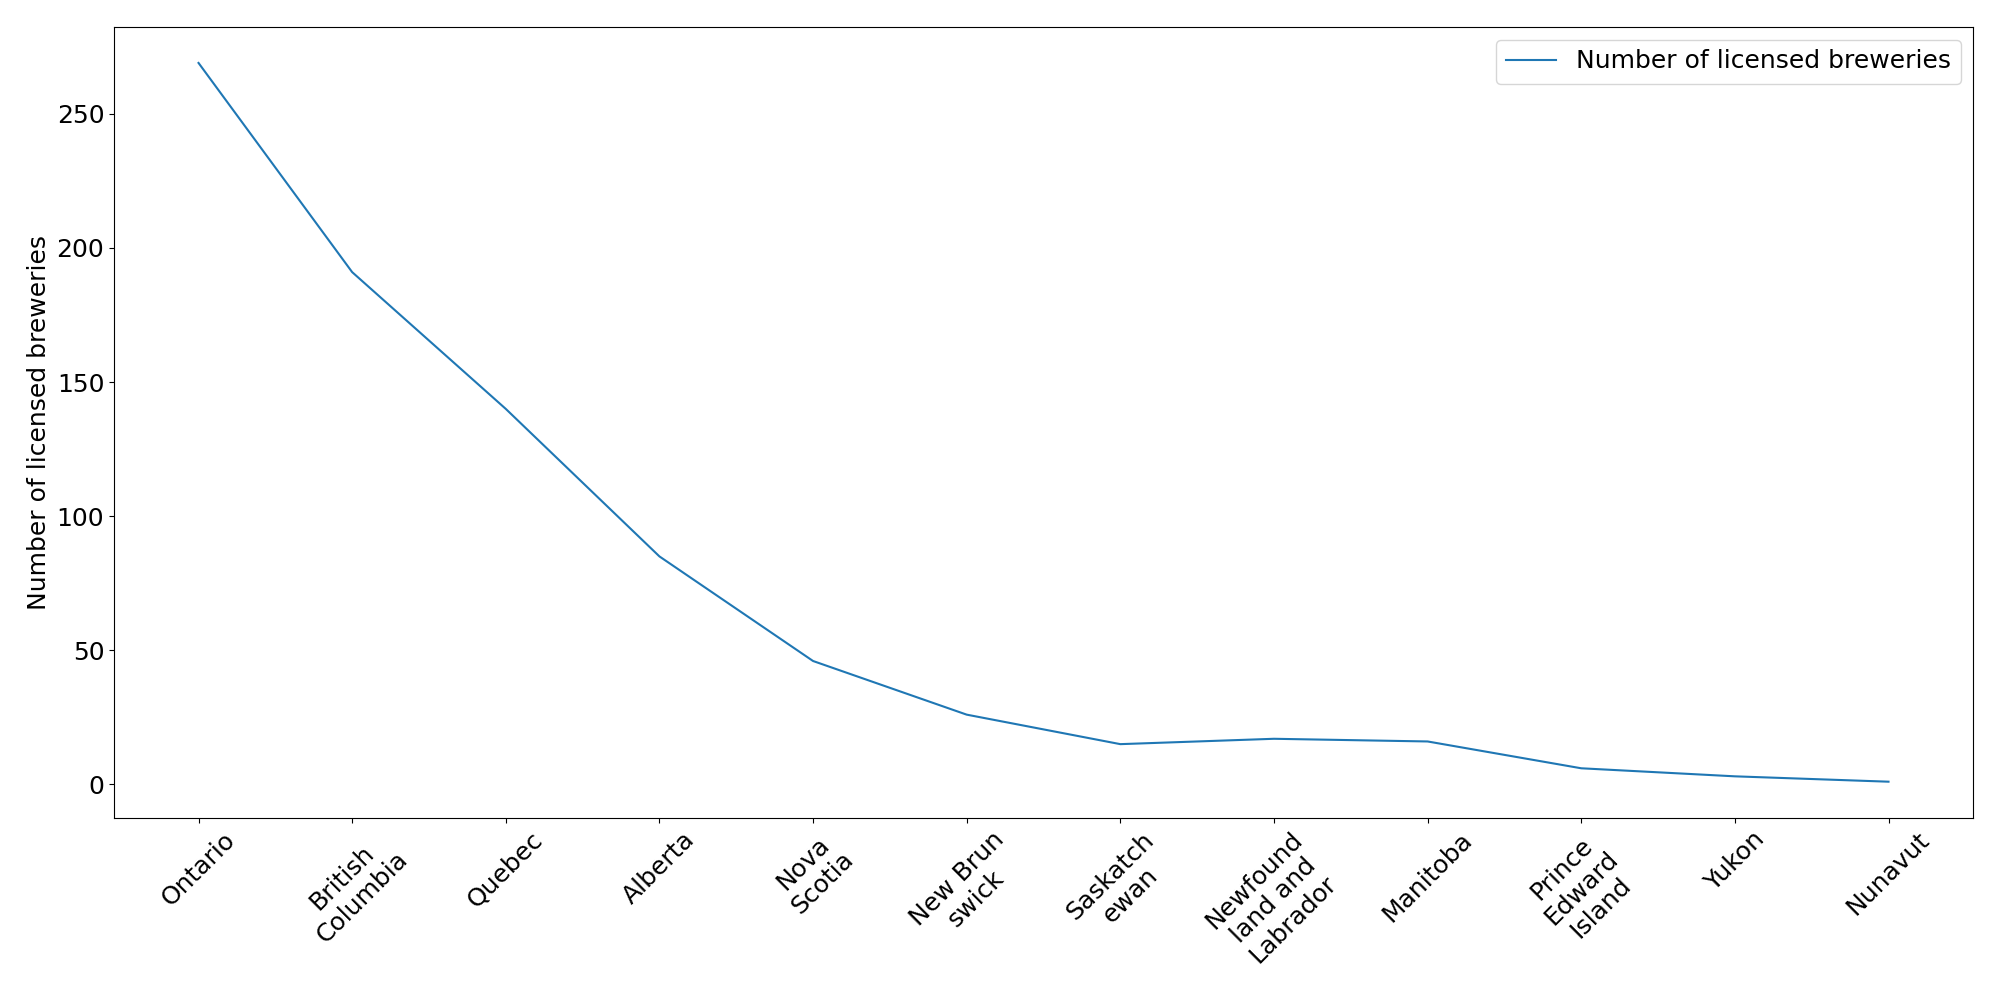 Number of licensed breweries
Number of licensed breweries
250
200
150
100
50
0
Ontario
British
Columbia
Quebec
Alberta
Nova
Scotia
New Brun
swick
Saskatch
ewan
Newfound
land and
Labrador
Manitoba
Prince
Edward
Island
Yukon
Nunavut